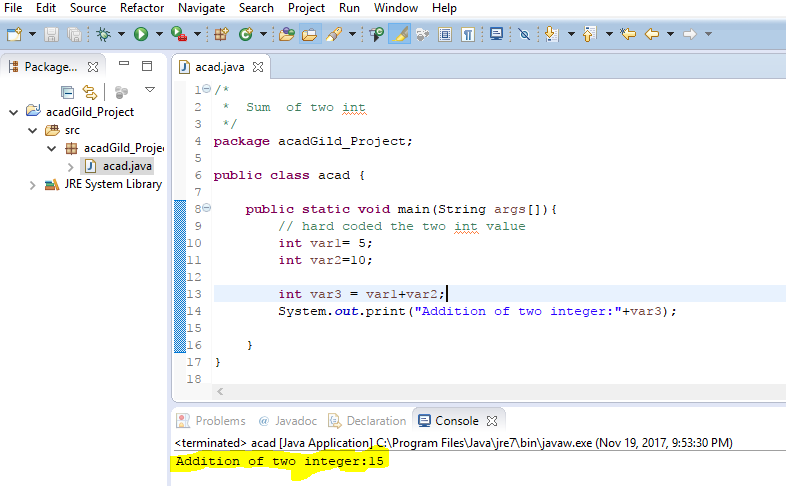 File Edit Source Refactor Navigate Search Project Run Window Help
Package...
acadGild_Project
src
acadGild_Proje
acad.java
JRE System Library
acad.java
1 /*
2  *  Sum  of two int
3  */
4 package acadGild_Project;
5
6 public class acad {
7
8     public static void main(String args[]){
9         // hard coded the two int value
10         int var1= 5;
11         int var2=10;
12
13         int var3 = var1+var2;
14         System.out.print("Addition of two integer:"+var3);
15
16     }
17 }
18
Problems @ Javadoc Declaration Console
<terminated> acad [Java Application] C:\Program Files\Java\jre7\bin\javaw.exe (Nov 19, 2017, 9:53:30 PM)
Addition of two integer:15